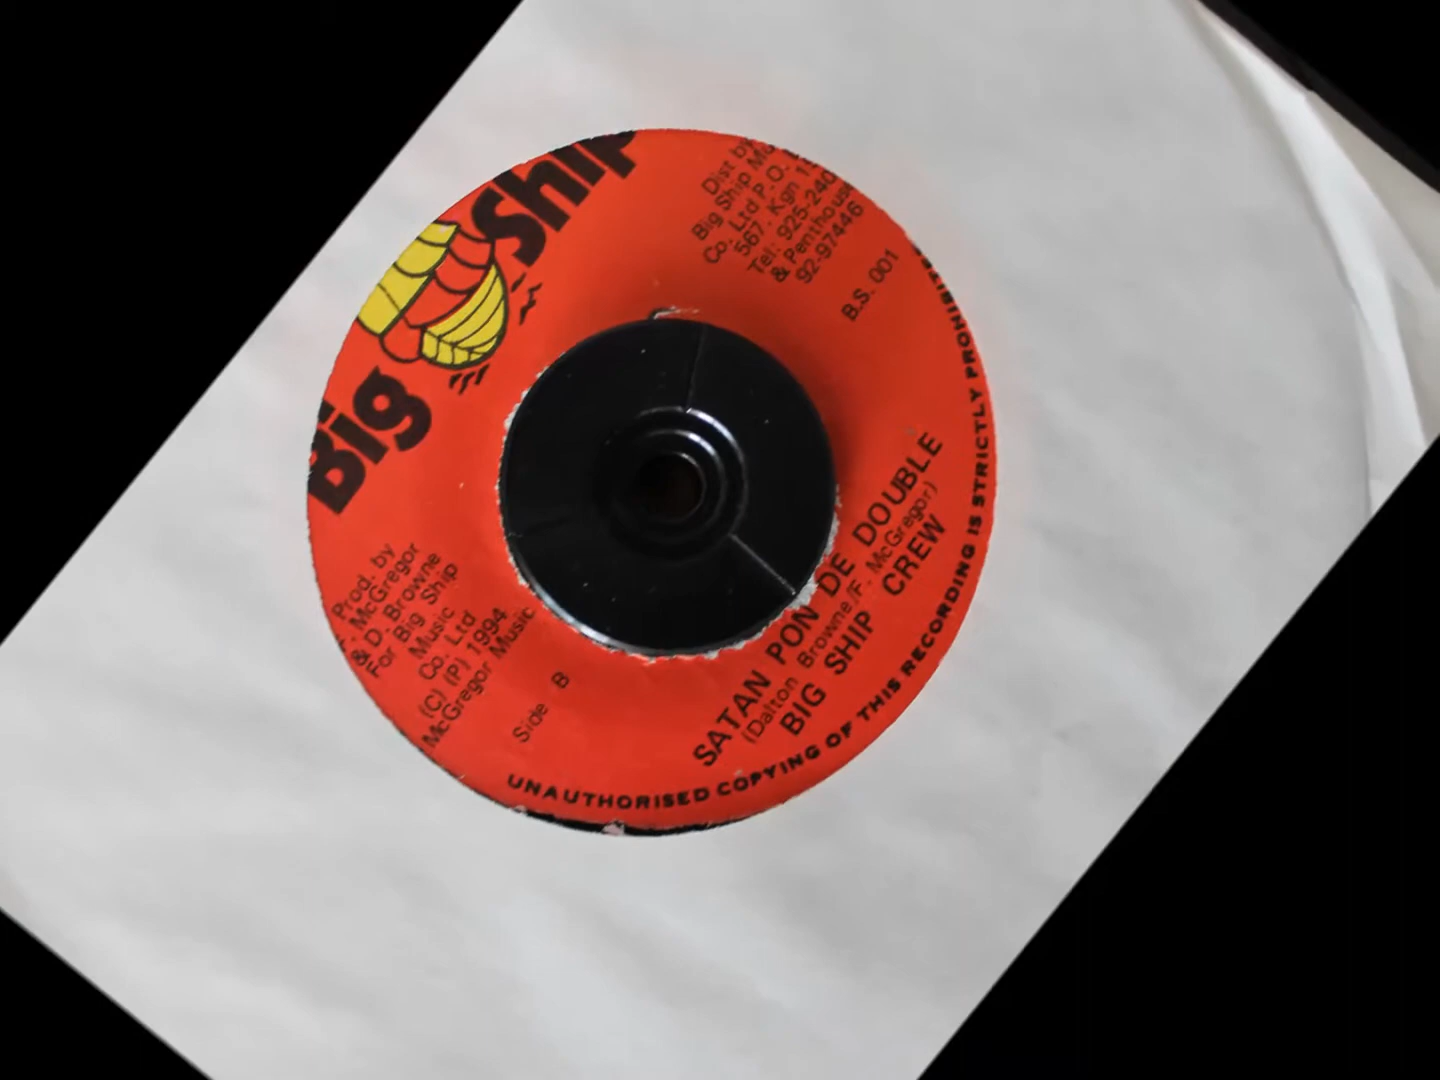 Big Ship
Dist by
Big Ship
Co. Ltd P.O.
567. Kgn
Tel: 925-240
& Penthouse
92-97446
B.S. 001
Prod. by
McGregor
& D. Browne
For Big Ship
Music
Co. Ltd
(C) (P) 1994
McGregor Music
Side B
SATAN PON DE DOUBLE
(Dalton Browne/F. McGregor)
BIG SHIP CREW
UNAUTHORISED COPYING OF THIS RECORDING IS STRICTLY